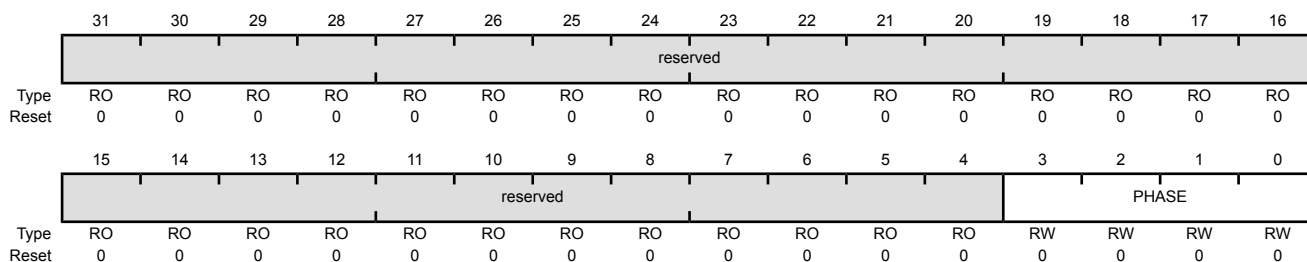 31 30 29 28 27 26 25 24 23 22 21 20 19 18 17 16
reserved
Type RO RO RO RO RO RO RO RO RO RO RO RO RO RO RO RO
Reset 0 0 0 0 0 0 0 0 0 0 0 0 0 0 0 0
15 14 13 12 11 10 9 8 7 6 5 4 3 2 1 0
reserved PHASE
Type RO RO RO RO RO RO RO RO RO RO RO RO RW RW RW RW
Reset 0 0 0 0 0 0 0 0 0 0 0 0 0 0 0 0